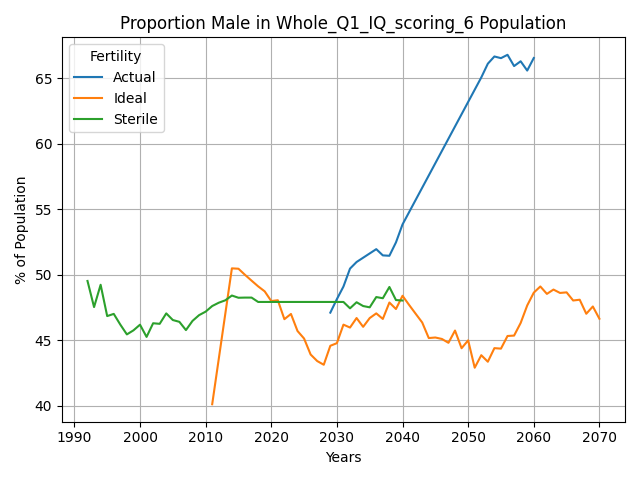 Proportion Male in Whole_Q1_IQ_scoring_6 Population
Fertility
Actual
Ideal
Sterile
% of Population
65
60
55
50
45
40
1990
2000
2010
2020
2030
2040
2050
2060
2070
Years